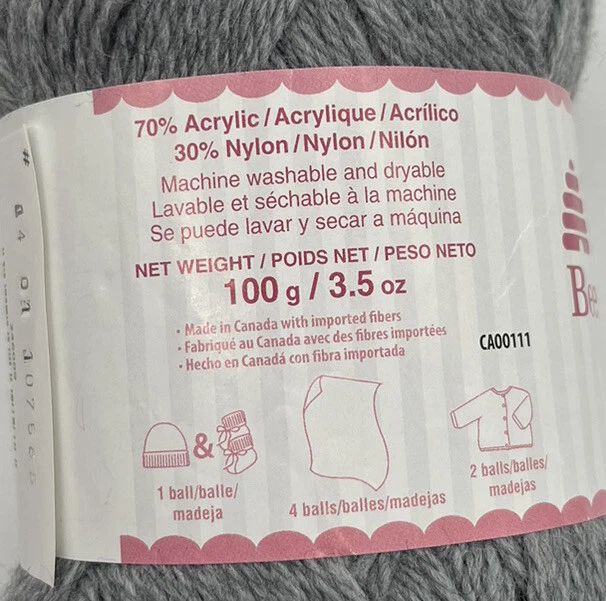 70% Acrylic / Acrylique / Acrílico
30% Nylon / Nylon / Nilón
Machine washable and dryable
Lavable et séchable à la machine
Se puede lavar y secar a máquina
NET WEIGHT / POIDS NET / PESO NETO
100 g / 3.5 oz
• Made in Canada with imported fibers
• Fabriqué au Canada avec des fibres importées
• Hecho en Canadá con fibra importada
CA00111
&
1 ball/balle/
madeja
4 balls/balles/madejas
2 balls/balles/
madejas